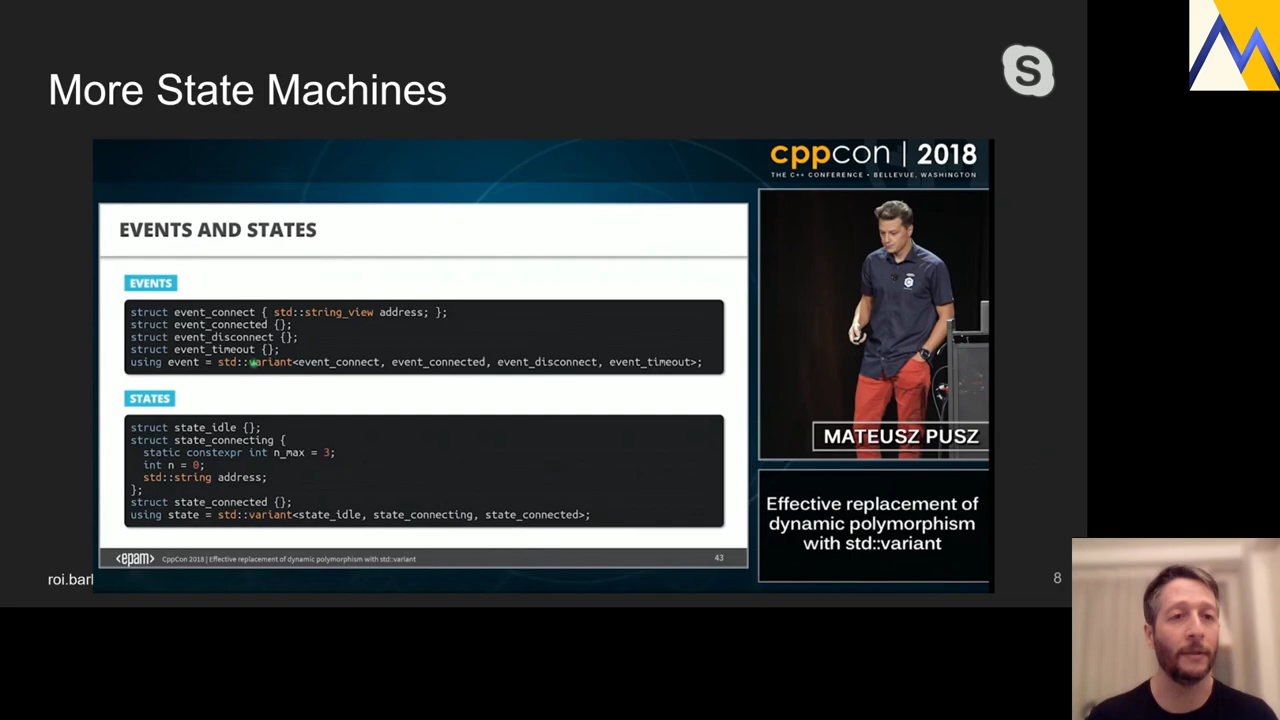 More State Machines
S
cppcon | 2018
THE C++ CONFERENCE • BELLEVUE, WASHINGTON
EVENTS AND STATES
EVENTS
struct event_connect { std::string_view address; };
struct event_connected {};
struct event_disconnect {};
struct event_timeout {};
using event = std::variant<event_connect, event_connected, event_disconnect, event_timeout>;
STATES
struct state_idle {};
struct state_connecting {
static constexpr int n_max = 3;
int n = 0;
std::string address;
};
struct state_connected {};
using state = std::variant<state_idle, state_connecting, state_connected>;
<epam> CppCon 2018 | Effective replacement of dynamic polymorphism with std::variant 43
MATEUSZ PUSZ
Effective replacement of
dynamic polymorphism
with std::variant
8